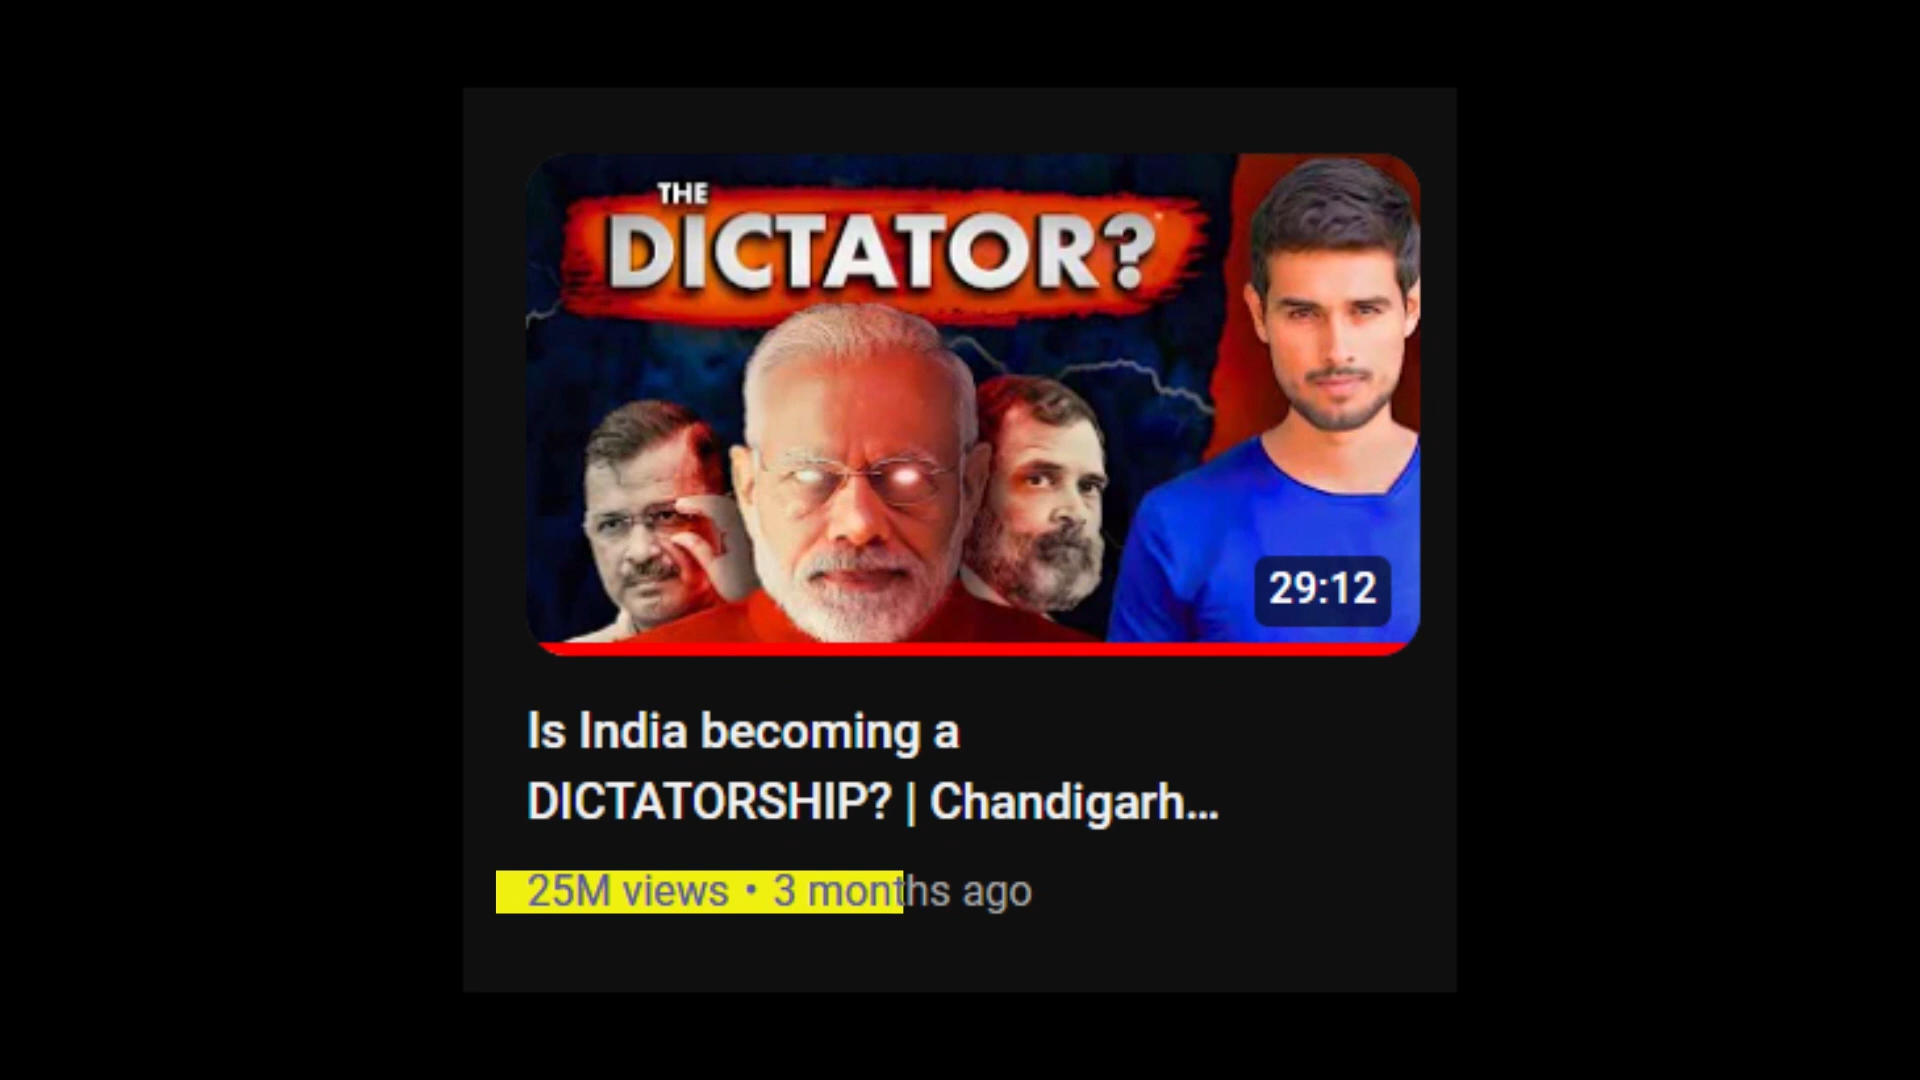 THE
DICTATOR?
29:12
Is India becoming a
DICTATORSHIP? | Chandigarh...
25M views • 3 months ago